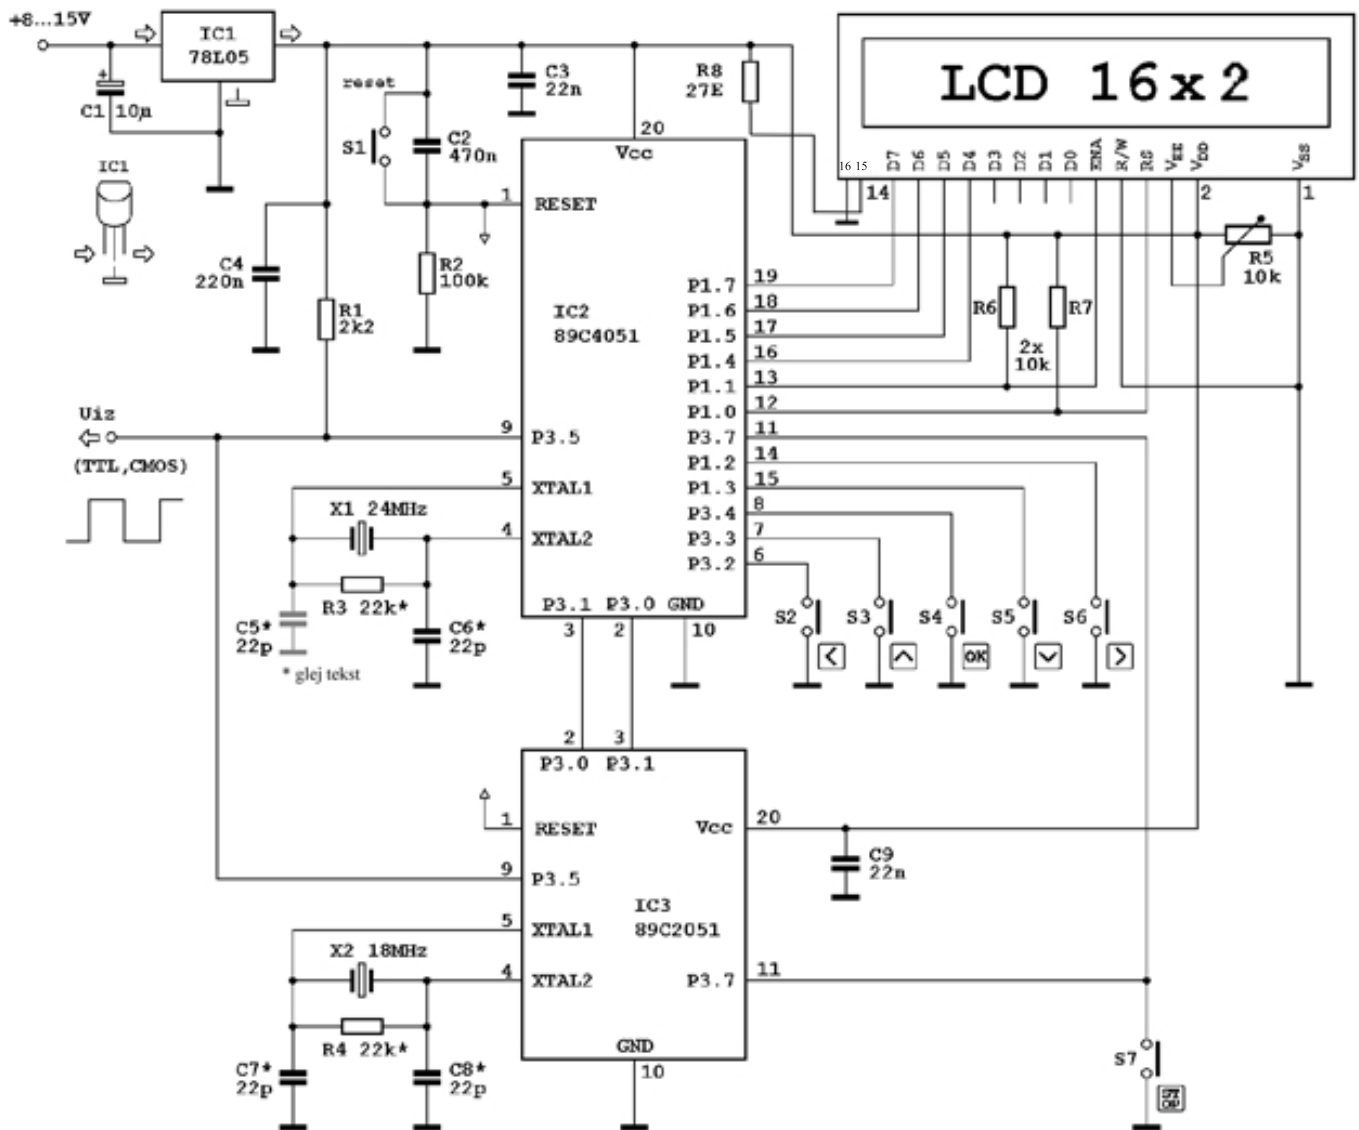 +8...15V
IC1
78L05
C1 10µ
IC1
reset
S1
C2
470n
C3
22n
R8
27E
LCD 16x2
16 15
14
D7
D6
D5
D4
D3
D2
D1
D0
ENA
R/W
RS
VEE
VDD
VSS
2
1
C4
220n
R1
2k2
R2
100k
20
Vcc
1
RESET
IC2
89C4051
P1.7
19
P1.6
18
P1.5
17
P1.4
16
P1.1
13
P1.0
12
P3.7
11
P1.2
14
P1.3
15
P3.4
8
P3.3
7
P3.2
6
R6
R7
2x
10k
R5
10k
Uiz
(TTL,CMOS)
9
P3.5
5
XTAL1
4
XTAL2
X1 24MHz
R3 22k*
C5*
22p
C6*
22p
* glej tekst
P3.1 P3.0 GND
3
2
10
S2
<
S3
S4
OK
S5
S6
>
2
3
P3.0 P3.1
1
RESET
Vcc
20
C9
22n
9
P3.5
IC3
89C2051
5
XTAL1
4
XTAL2
P3.7
11
X2 18MHz
R4 22k*
C7*
22p
C8*
22p
GND
10
S7